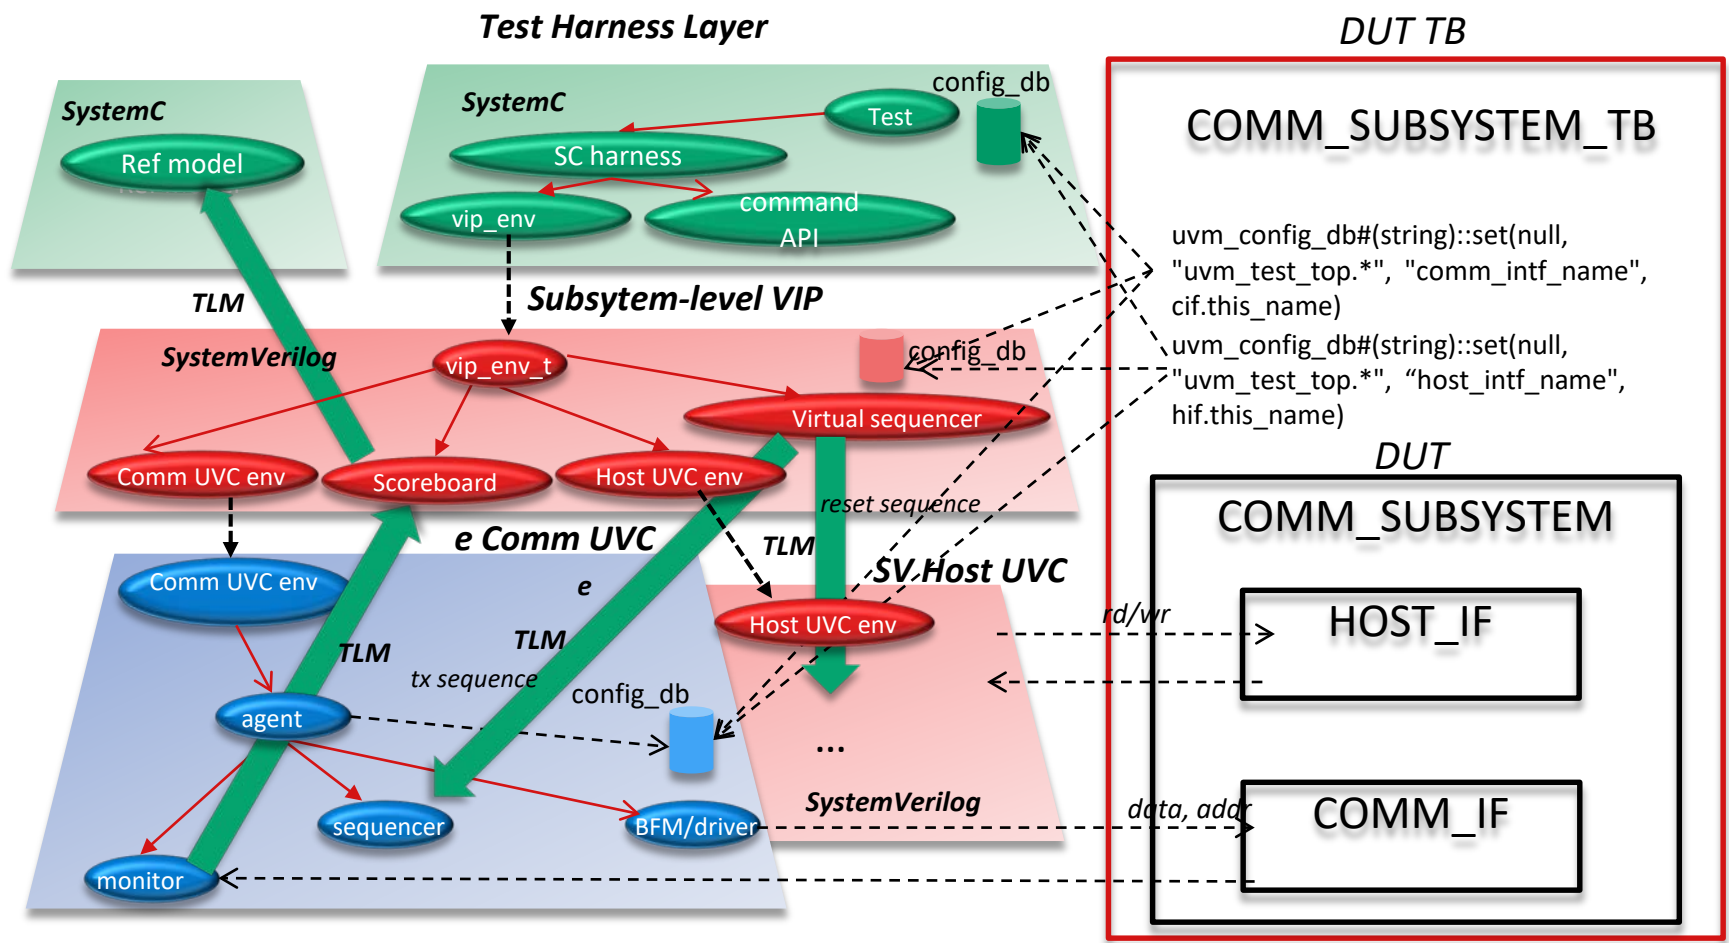 Test Harness Layer
DUT TB
SystemC
Ref model
SystemC
config_db
Test
SC harness
vip_env
command
API
COMM_SUBSYSTEM_TB
uvm_config_db#(string)::set(null,
"uvm_test_top.*", "comm_intf_name",
cif.this_name)
uvm_config_db#(string)::set(null,
"uvm_test_top.*", “host_intf_name",
hif.this_name)
TLM
Subsytem-level VIP
SystemVerilog
vip_env_t
config_db
Virtual sequencer
Comm UVC env
Scoreboard
Host UVC env
reset sequence
DUT
COMM_SUBSYSTEM
e Comm UVC
TLM
SV Host UVC
Comm UVC env
e
Host UVC env
rd/wr
HOST_IF
TLM
TLM
tx sequence
config_db
agent
...
SystemVerilog
sequencer
BFM/driver
data, addr
COMM_IF
monitor